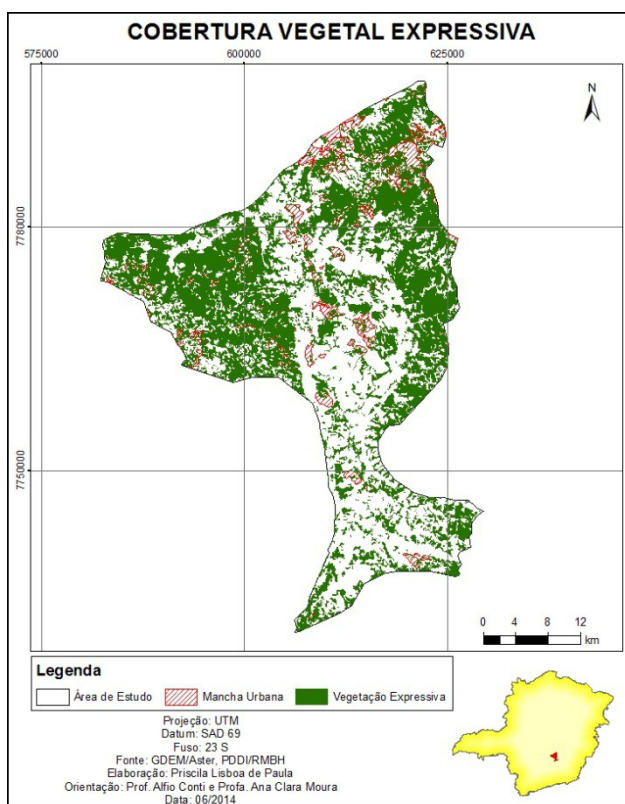 COBERTURA VEGETAL EXPRESSIVA
575000 600000 625000
N
7780000
7750000
0 4 8 12
km
Legenda
Área de Estudo Mancha Urbana Vegetação Expressiva
Projeção: UTM
Datum: SAD 69
Fuso: 23 S
Fonte: GDEM/Aster, PDDI/RMBH
Elaboração: Priscila Lisboa de Paula
Orientação: Prof. Alfio Conti e Profa. Ana Clara Moura
Data: 06/2014